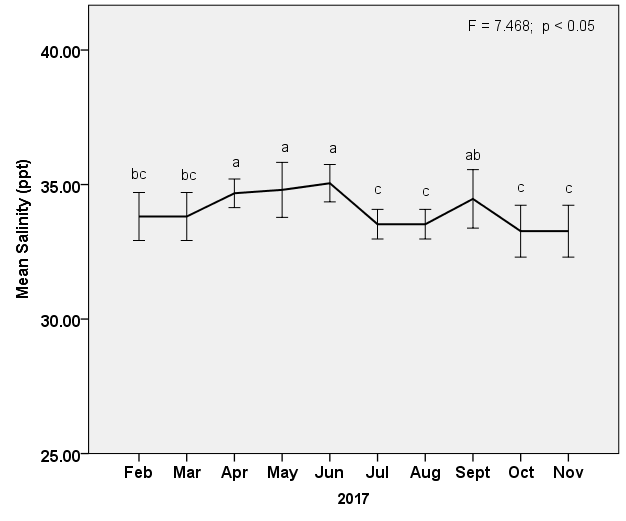 F = 7.468; p < 0.05
40.00
35.00
30.00
25.00
Mean Salinity (ppt)
bc bc a a a c c ab c c
Feb Mar Apr May Jun Jul Aug Sept Oct Nov
2017